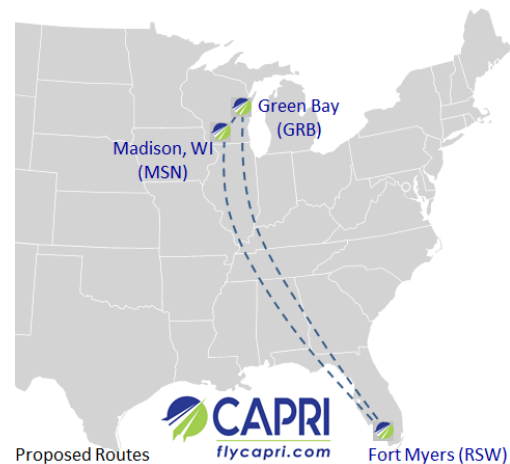 Green Bay
(GRB)
Madison, WI
(MSN)
CAPRI
flycapri.com
Proposed Routes
Fort Myers (RSW)